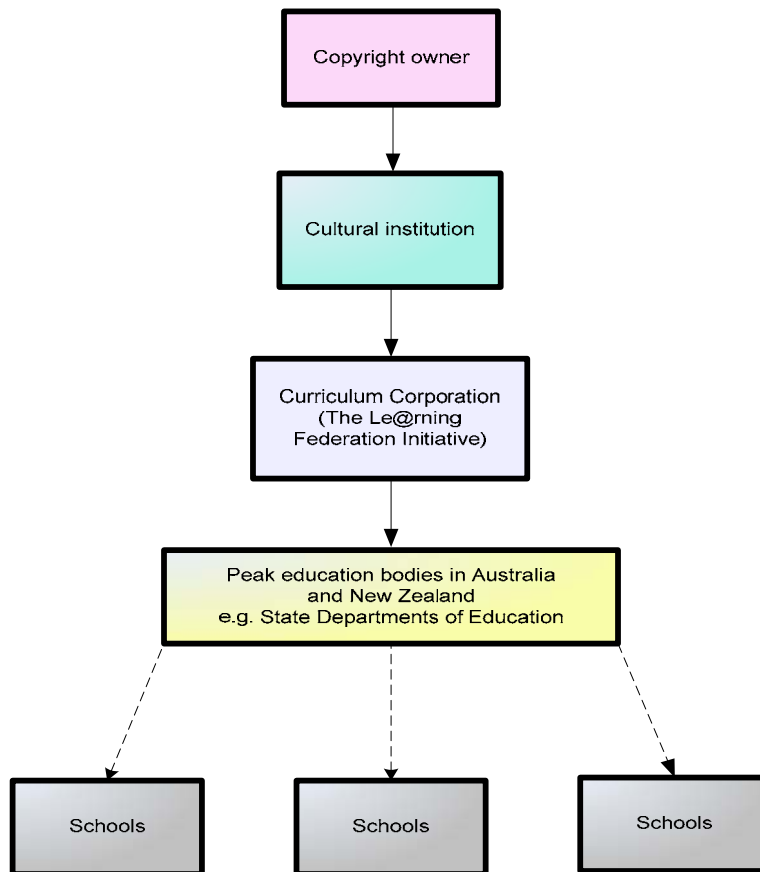 Copyright owner
Cultural institution
Curriculum Corporation
(The Le@rning
Federation Initiative)
Peak education bodies in Australia
and New Zealand
e.g. State Departments of Education
Schools
Schools
Schools